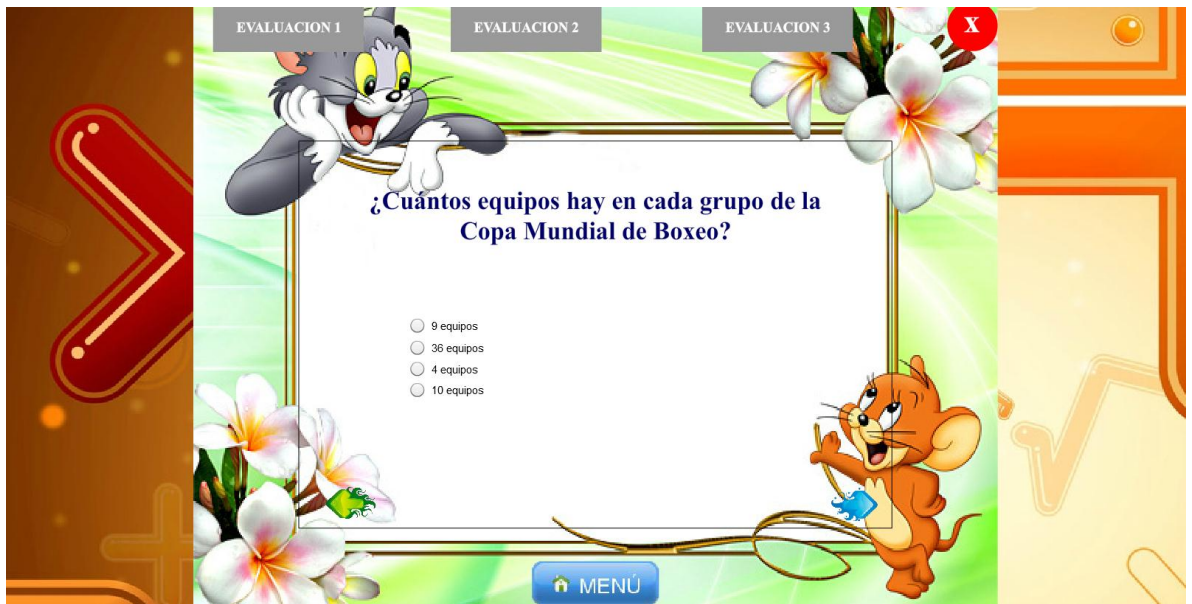 EVALUACION 1
EVALUACION 2
EVALUACION 3
X
¿Cuántos equipos hay en cada grupo de la
Copa Mundial de Boxeo?
9 equipos
36 equipos
4 equipos
10 equipos
MENÚ